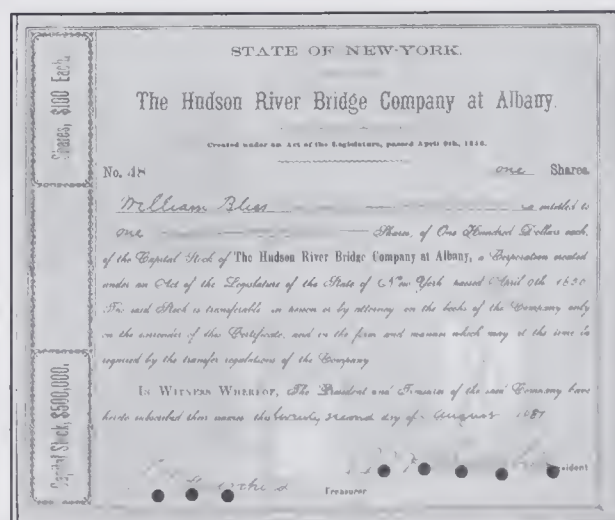 Shares, $100 Each.
Capital Stock, $500,000.
STATE OF NEW-YORK.
The Hudson River Bridge Company at Albany.
Created under an Act of the Legislature, passed April 9th, 1856.
No. 48 one Shares.
William Bliss is entitled to
one Shares, of One Hundred Dollars each,
of the Capital Stock of The Hudson River Bridge Company at Albany, a Corporation created
under an Act of the Legislature of the State of New York passed April 9th
The said Stock is transferable in person or by attorney on the books of the Company only
on the surrender of this Certificate, and in the form and manner which may at the time be
required by the transfer regulations of the Company
IN WITNESS WHEREOF, The President and Treasurer of the said Company have
hereto subscribed their names this twenty second day of August 1887
President
Treasurer